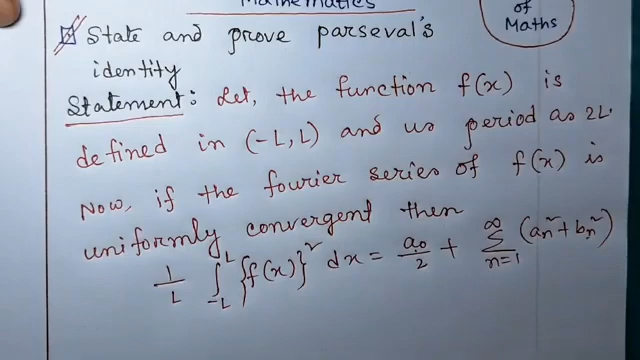 Mathematics
of
Maths
State and prove parseval's
identity
Statement: Let, the function f(x) is
defined in (-L, L) and us period as 2L.
Now, if the fourier series of f(x) is
uniformly convergent then
1/L ∫_{-L}^{L} {f(x)}² dx = a₀/2 + ∑_{n=1}^{∞} (aₙ² + bₙ²)